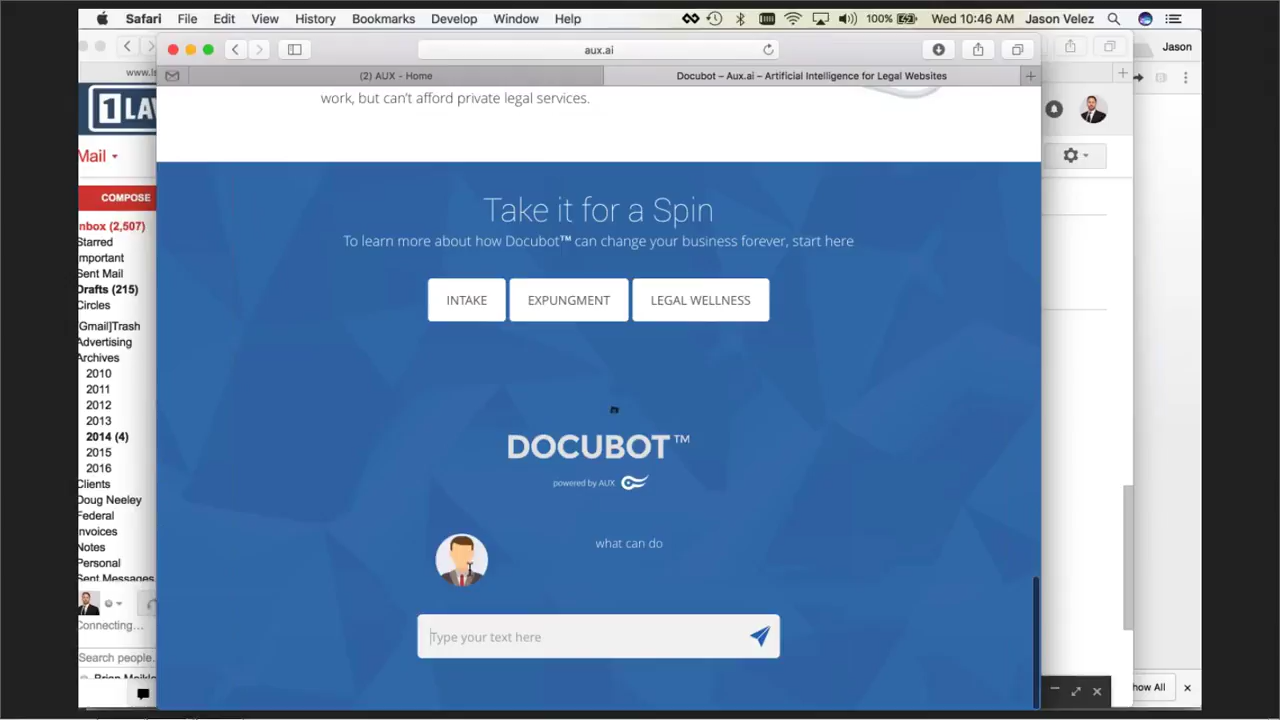 Safari File Edit View History Bookmarks Develop Window Help 100% Wed 10:46 AM Jason Velez
aux.ai
Jason
www.
(2) AUX - Home
Docubot – Aux.ai – Artificial Intelligence for Legal Websites
1LA
work, but can't afford private legal services.
Mail
COMPOSE
Take it for a Spin
To learn more about how Docubot™ can change your business forever, start here
INTAKE
EXPUNGMENT
LEGAL WELLNESS
nbox (2,507)
Starred
mportant
Sent Mail
Drafts (215)
Circles
Gmail]Trash
Advertising
Archives
2010
2011
2012
2013
2014 (4)
2015
2016
Clients
Doug Neeley
Federal
nvoices
Notes
Personal
Sent Messages
Connecting...
Search people...
DOCUBOT™
powered by AUX
what can do
Type your text here
how All